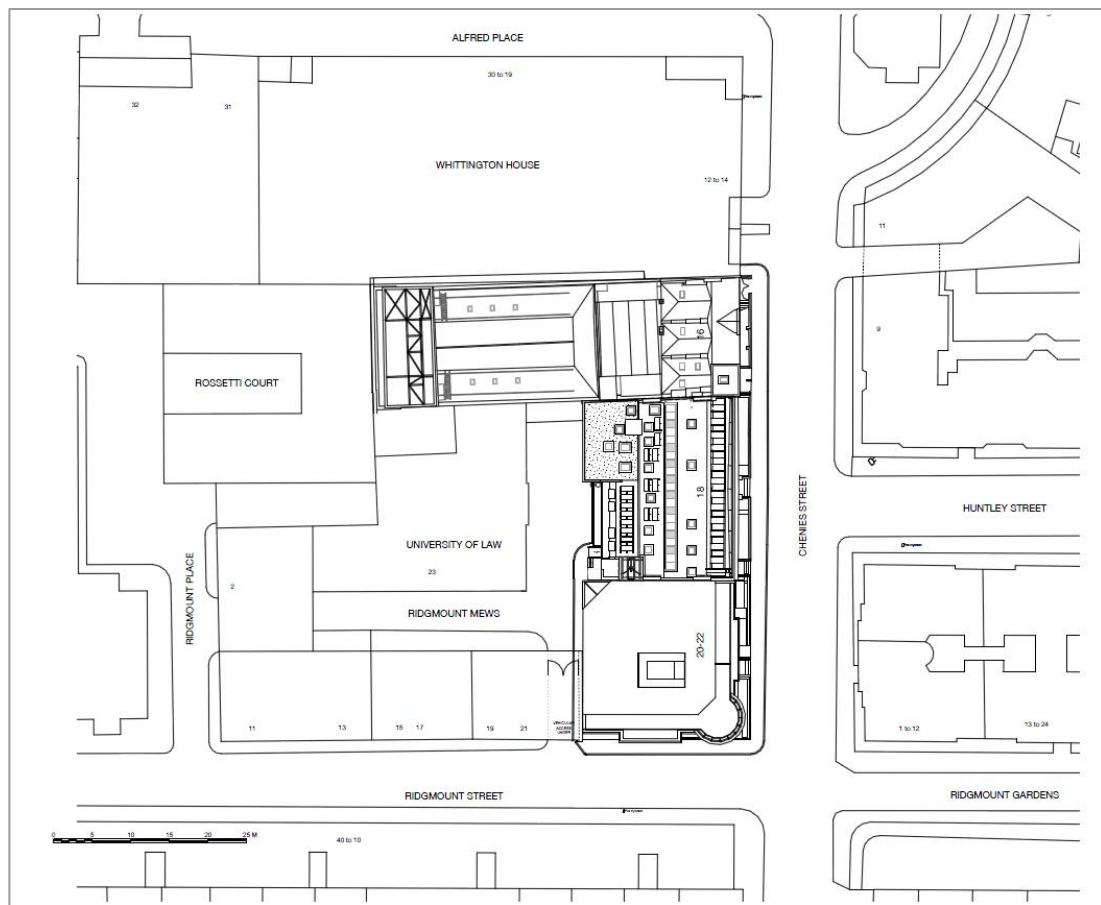 ALFRED PLACE
30 to 19
32
31
WHITTINGTON HOUSE
12 to 14
11
16
9
ROSSETTI COURT
18
CHENIES STREET
HUNTLEY STREET
UNIVERSITY OF LAW
23
RIDGMOUNT PLACE
2
RIDGMOUNT MEWS
20-22
11
13
15
17
19
21
VEHICULAR
ACCESS
UNDER
1 to 12
13 to 24
RIDGMOUNT STREET
RIDGMOUNT GARDENS
0 5 10 15 20 25 M
40 to 10